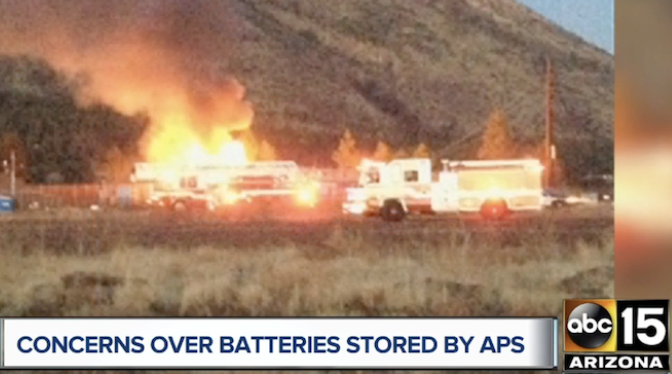 CONCERNS OVER BATTERIES STORED BY APS
abc 15
ARIZONA